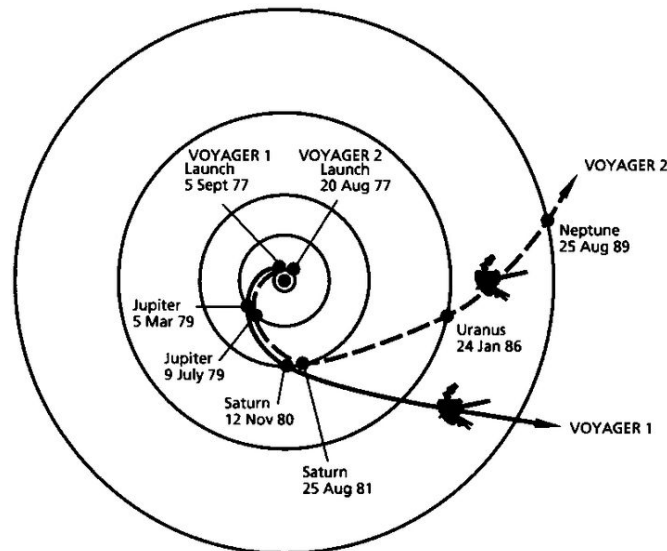 VOYAGER 1
Launch
5 Sept 77
VOYAGER 2
Launch
20 Aug 77
VOYAGER 2
Neptune
25 Aug 89
Jupiter
5 Mar 79
Jupiter
9 July 79
Uranus
24 Jan 86
Saturn
12 Nov 80
VOYAGER 1
Saturn
25 Aug 81